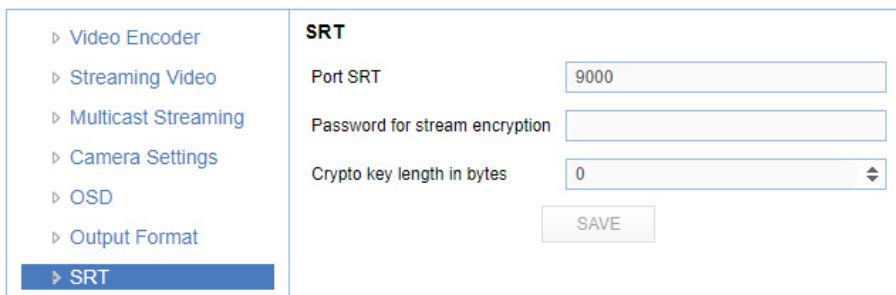 Video Encoder
Streaming Video
Multicast Streaming
Camera Settings
OSD
Output Format
SRT
SRT
Port SRT 9000
Password for stream encryption
Crypto key length in bytes 0
SAVE